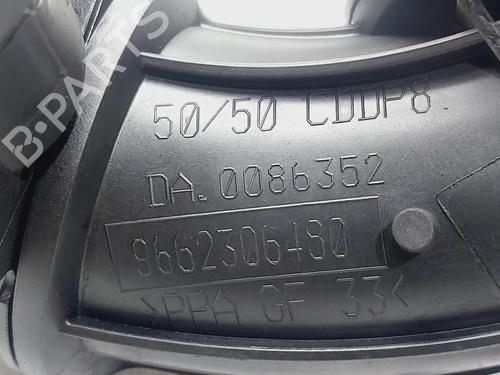 B-PARTS
50/50 CDDP8
DA.0086352
9662306480
>PPA GF 33<